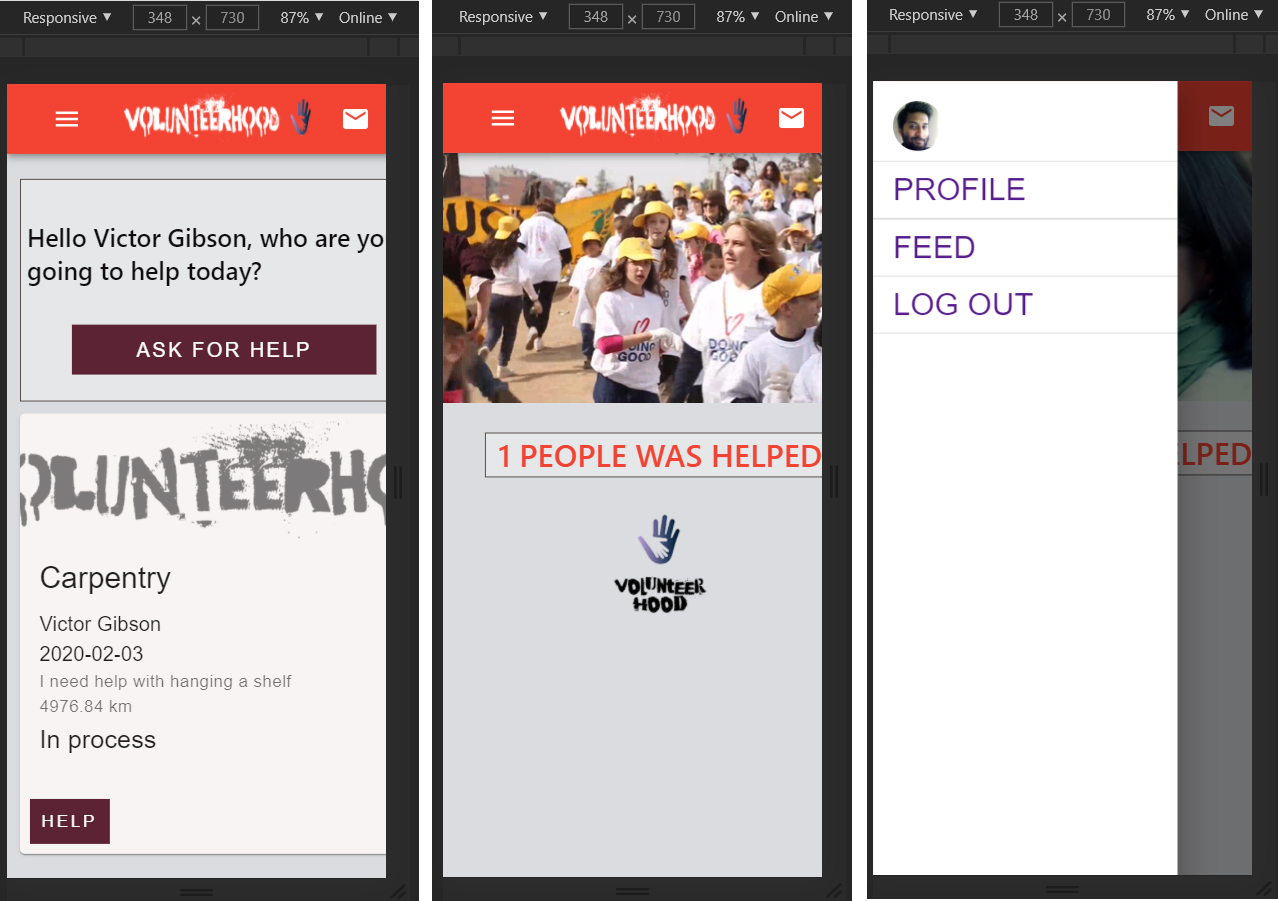 Responsive ▼ 348 × 730 87% ▼ Online ▼
VOLUNTEERHOOD
Hello Victor Gibson, who are yo
going to help today?
ASK FOR HELP
VOLUNTEERHO
Carpentry
Victor Gibson
2020-02-03
I need help with hanging a shelf
4976.84 km
In process
HELP
Responsive ▼ 348 × 730 87% ▼ Online ▼
VOLUNTEERHOOD
DOING
GOOD
DOING
GOOD
1 PEOPLE WAS HELPED
VOLUNTEER
HOOD
Responsive ▼ 348 × 730 87% ▼ Online ▼
PROFILE
FEED
LOG OUT
ELPED